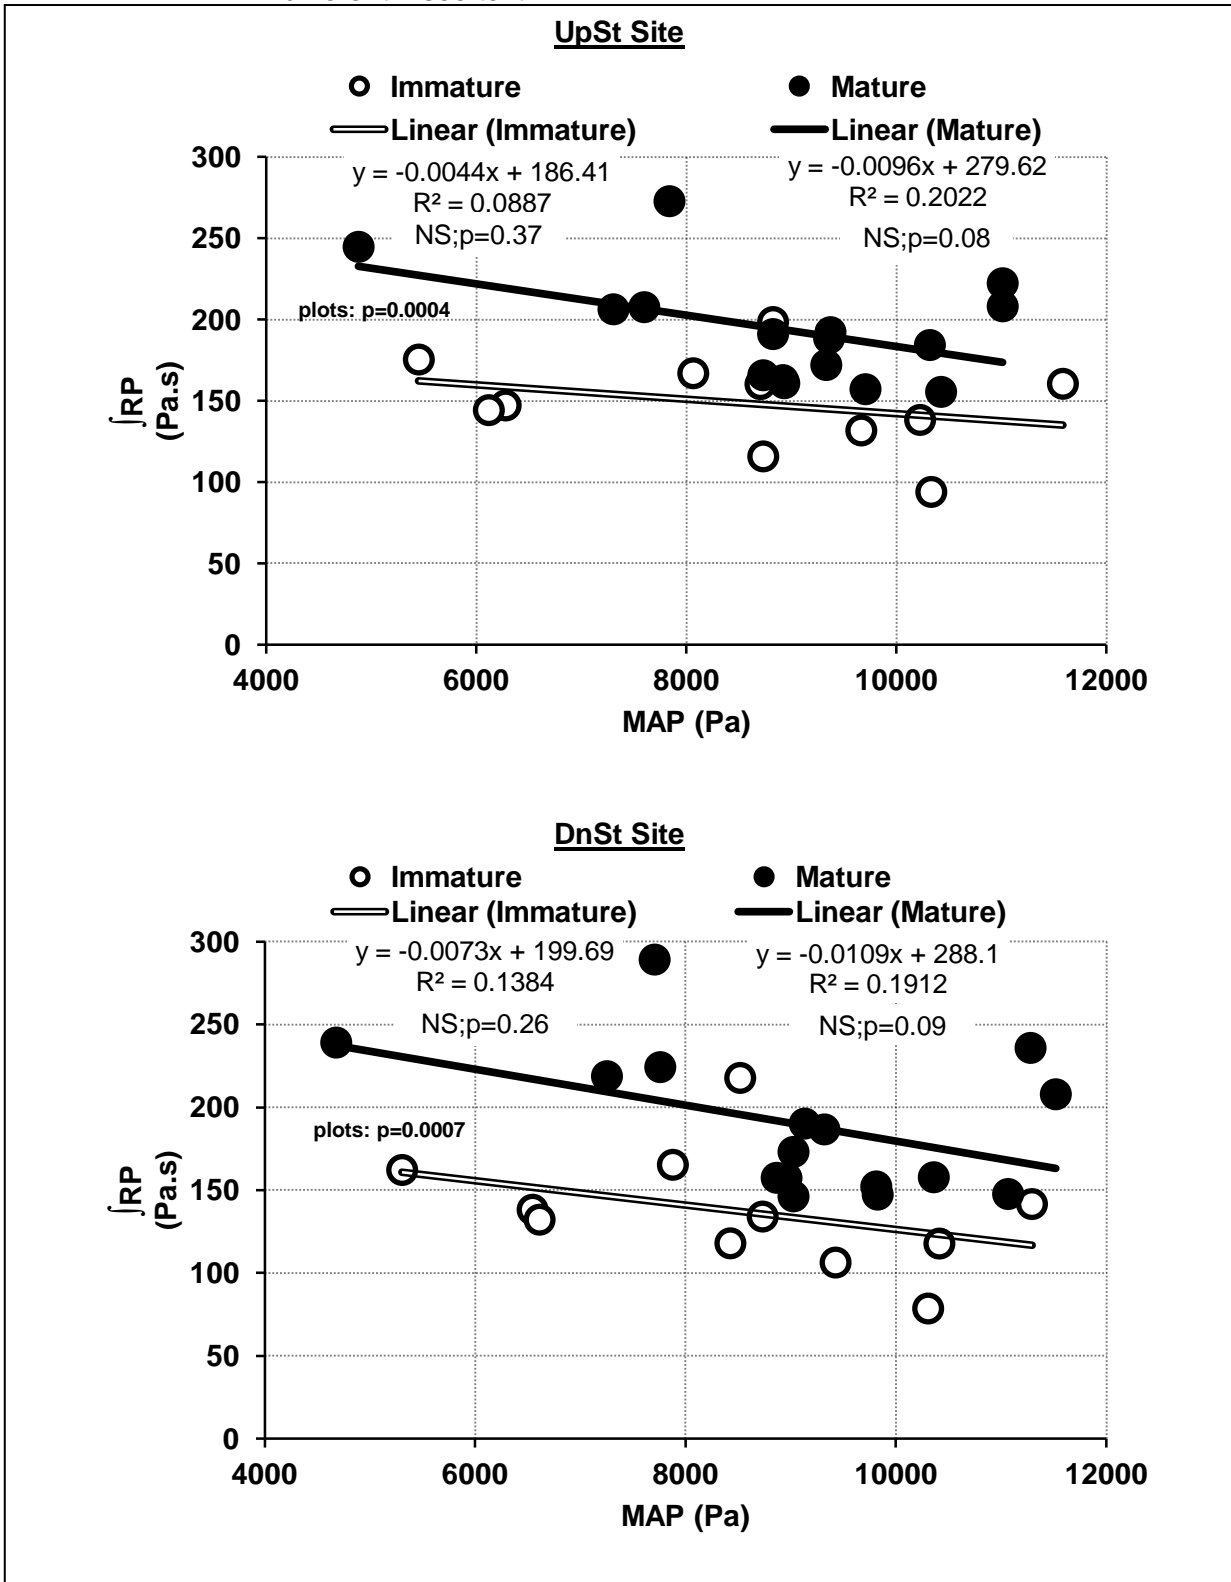 UpSt Site
Immature Mature
Linear (Immature) Linear (Mature)
y = -0.0044x + 186.41 y = -0.0096x + 279.62
R² = 0.0887 R² = 0.2022
NS;p=0.37 NS;p=0.08
plots: p=0.0004
300
250
200
150
100
50
0
∫RP
(Pa.s)
4000 6000 8000 10000 12000
MAP (Pa)
DnSt Site
Immature Mature
Linear (Immature) Linear (Mature)
y = -0.0073x + 199.69 y = -0.0109x + 288.1
R² = 0.1384 R² = 0.1912
NS;p=0.26 NS;p=0.09
plots: p=0.0007
300
250
200
150
100
50
0
∫RP
(Pa.s)
4000 6000 8000 10000 12000
MAP (Pa)